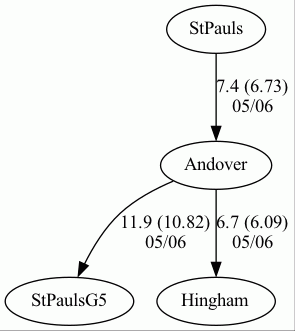 StPauls
7.4 (6.73)
05/06
Andover
11.9 (10.82)
05/06
6.7 (6.09)
05/06
StPaulsG5
Hingham